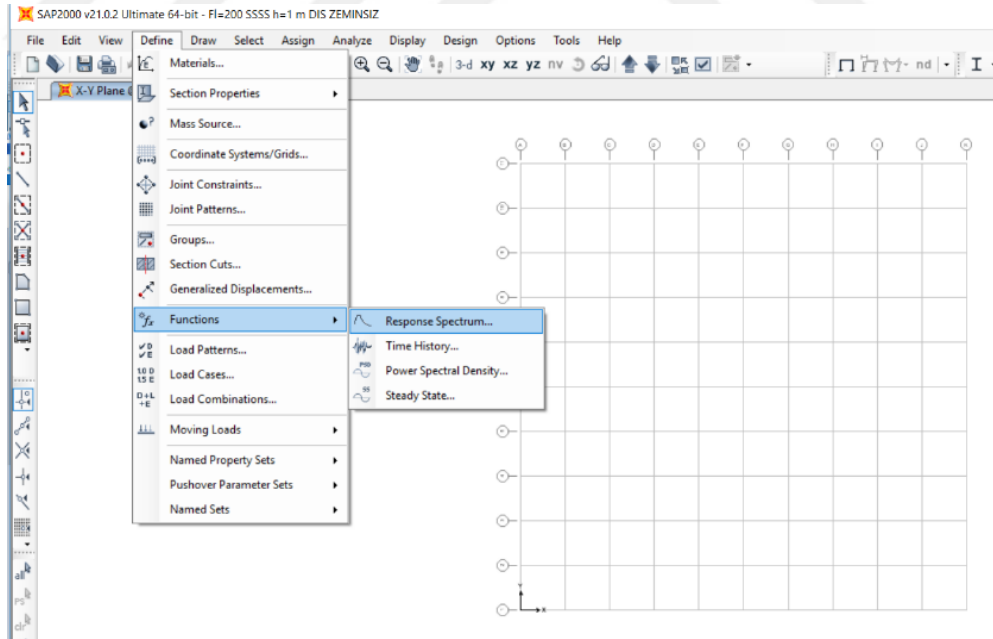 SAP2000 v21.0.2 Ultimate 64-bit - Fl=200 SSSS h=1 m DIS ZEMINSIZ
File Edit View Define Draw Select Assign Analyze Display Design Options Tools Help
3-d xy xz yz nv nd I
X-Y Plane
Materials...
Section Properties
Mass Source...
Coordinate Systems/Grids...
Joint Constraints...
Joint Patterns...
Groups...
Section Cuts...
Generalized Displacements...
Functions
Response Spectrum...
Time History...
Power Spectral Density...
Steady State...
Load Patterns...
Load Cases...
Load Combinations...
Moving Loads
Named Property Sets
Pushover Parameter Sets
Named Sets
all
PS
clr
Y
X